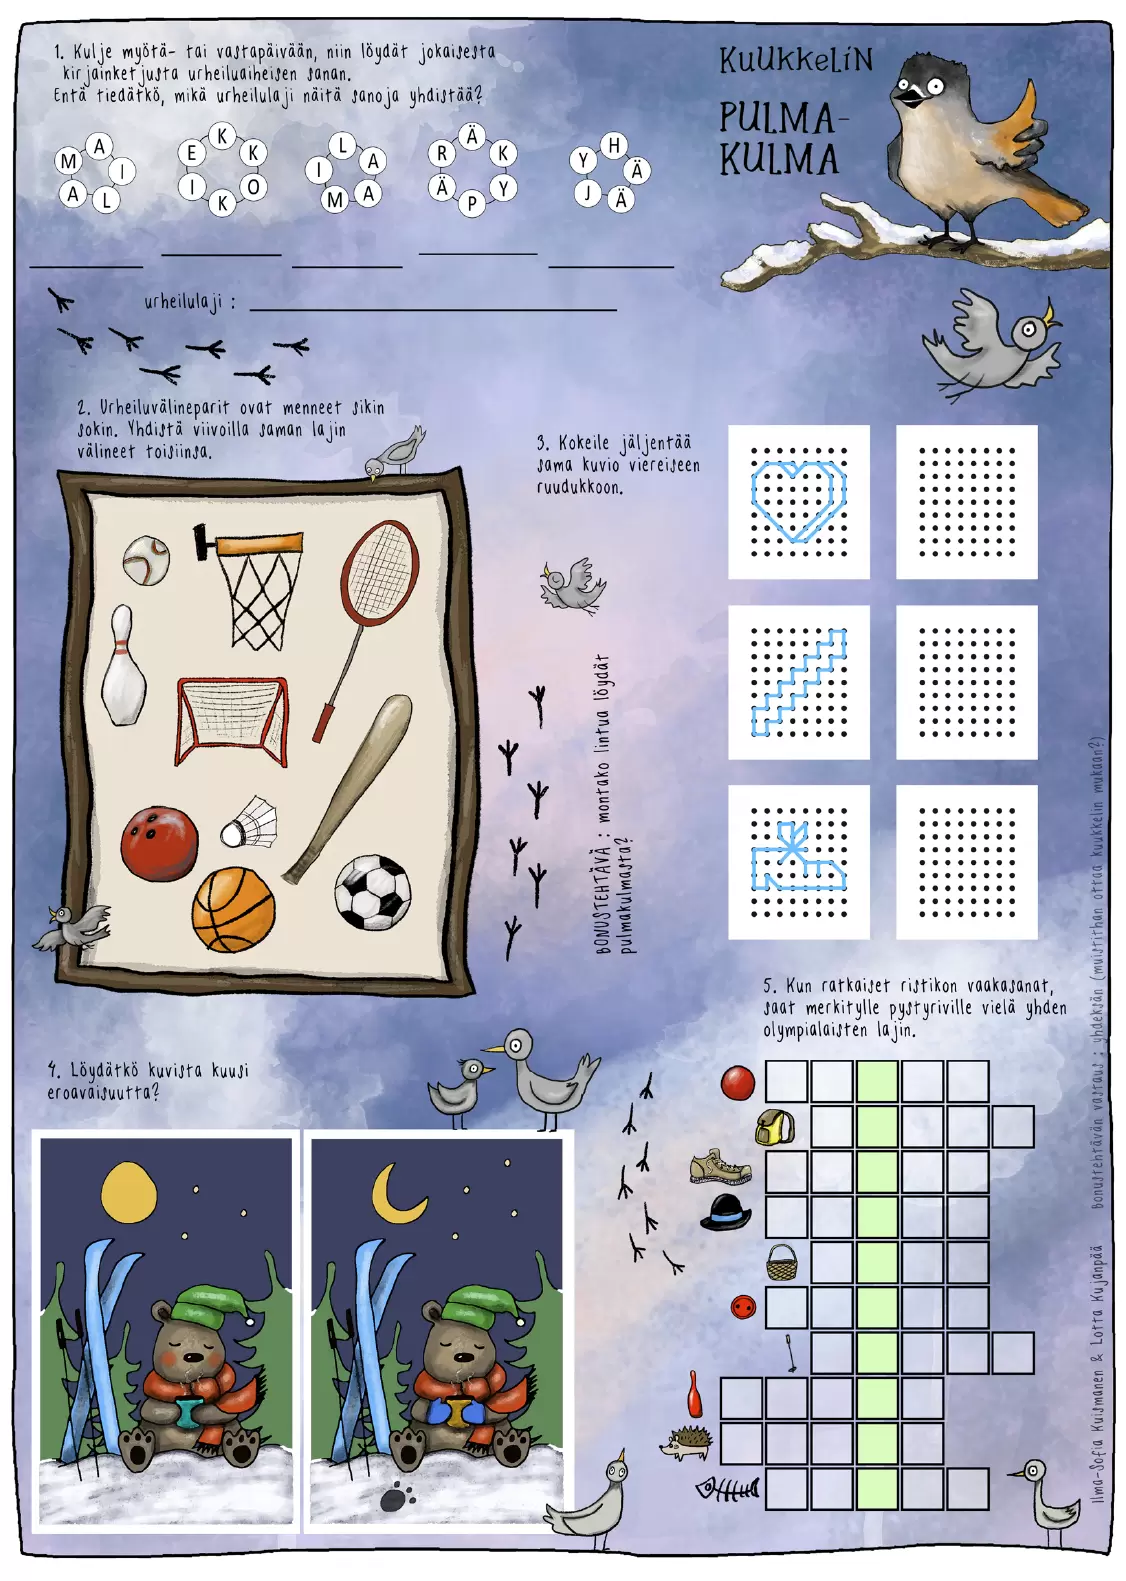 1. Kulje myötä- tai vastapäivään, niin löydät jokaisesta
kirjainketjusta urheiluaiheisen sanan.
Entä tiedätkö, mikä urheilulaji näitä sanoja yhdistää?
KUUKKELIN
PULMA-
KULMA
M A I L A
E K K O K I
I L A A M
R Ä K Y P Ä
Y H Ä Ä J
urheilulaji :
2. Urheiluvälineparit ovat menneet sikin
sokin. Yhdistä viivoilla saman lajin
välineet toisiinsa.
3. Kokeile jäljentää
sama kuvio viereiseen
ruudukkoon.
BONUSTEHTÄVÄ : montako lintua löydät
pulmakulmasta?
4. Löydätkö kuvista kuusi
eroavaisuutta?
5. Kun ratkaiset ristikon vaakasanat,
saat merkitylle pystyriville vielä yhden
olympialaisten lajin.
Bonustehtävän vastaus : yhdeksän (muistithan ottaa kuukkelin mukaan?)
Ilma-Sofia Kuismanen & Lotta Kujanpää